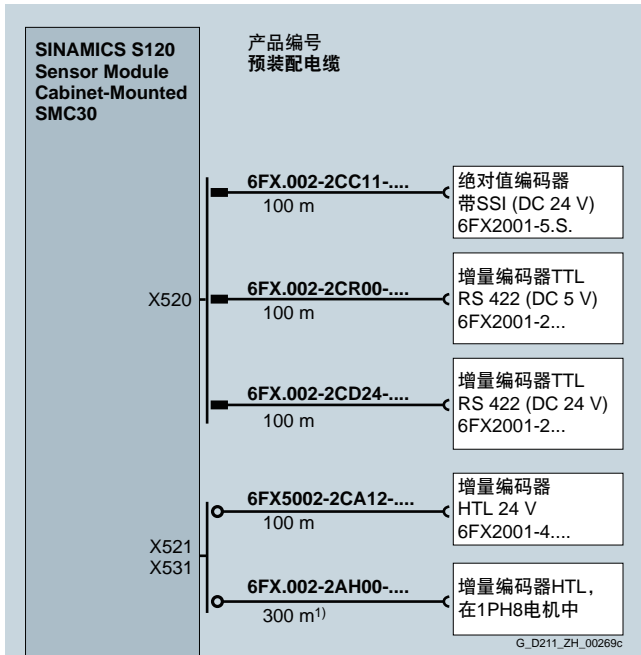 SINAMICS S120
Sensor Module
Cabinet-Mounted
SMC30
产品编号
预装配电缆
X520
6FX.002-2CC11-....
100 m
绝对值编码器
带SSI (DC 24 V)
6FX2001-5.S.
6FX.002-2CR00-....
100 m
增量编码器TTL
RS 422 (DC 5 V)
6FX2001-2...
6FX.002-2CD24-....
100 m
增量编码器TTL
RS 422 (DC 24 V)
6FX2001-2...
X521
X531
6FX5002-2CA12-....
100 m
增量编码器
HTL 24 V
6FX2001-4....
6FX.002-2AH00-....
300 m1)
增量编码器HTL，
在1PH8电机中
G_D211_ZH_00269c